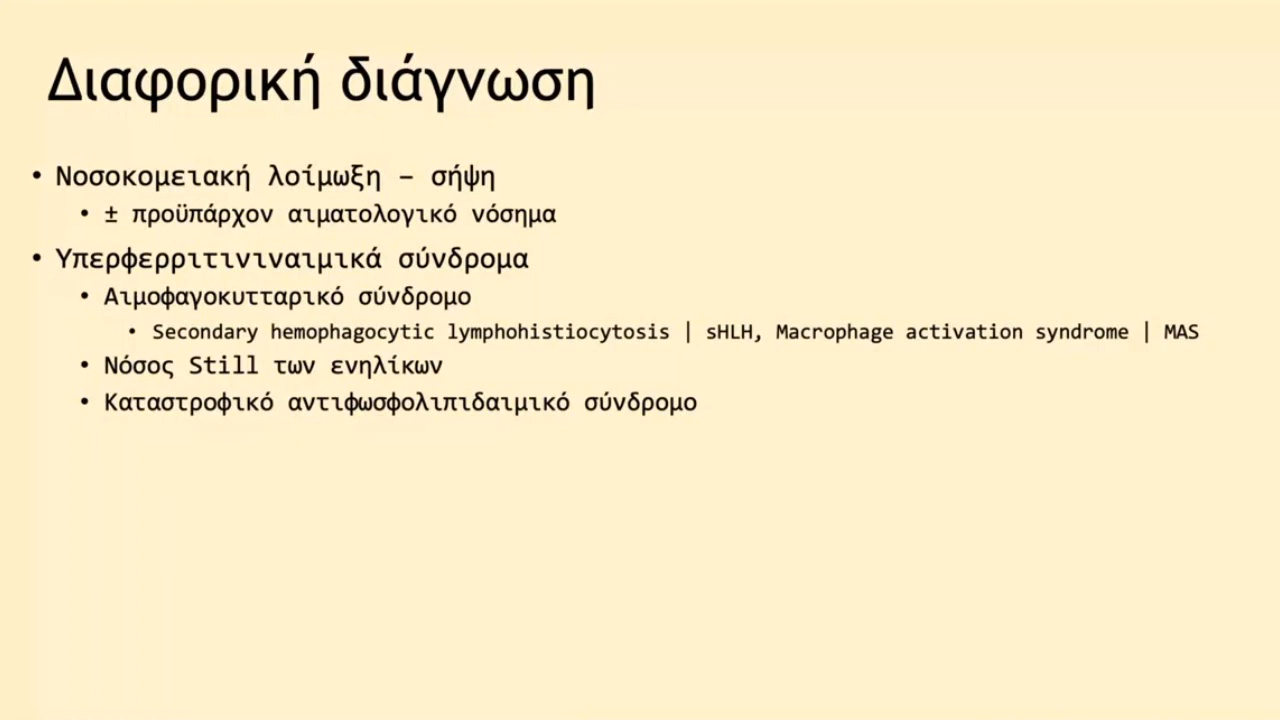 Διαφορική διάγνωση
• Νοσοκομειακή λοίμωξη – σήψη
• ± προϋπάρχον αιματολογικό νόσημα
• Υπερφερριτινιναιμικά σύνδρομα
• Αιμοφαγοκυτταρικό σύνδρομο
• Secondary hemophagocytic lymphohistiocytosis | sHLH, Macrophage activation syndrome | MAS
• Νόσος Still των ενηλίκων
• Καταστροφικό αντιφωσφολιπιδαιμικό σύνδρομο